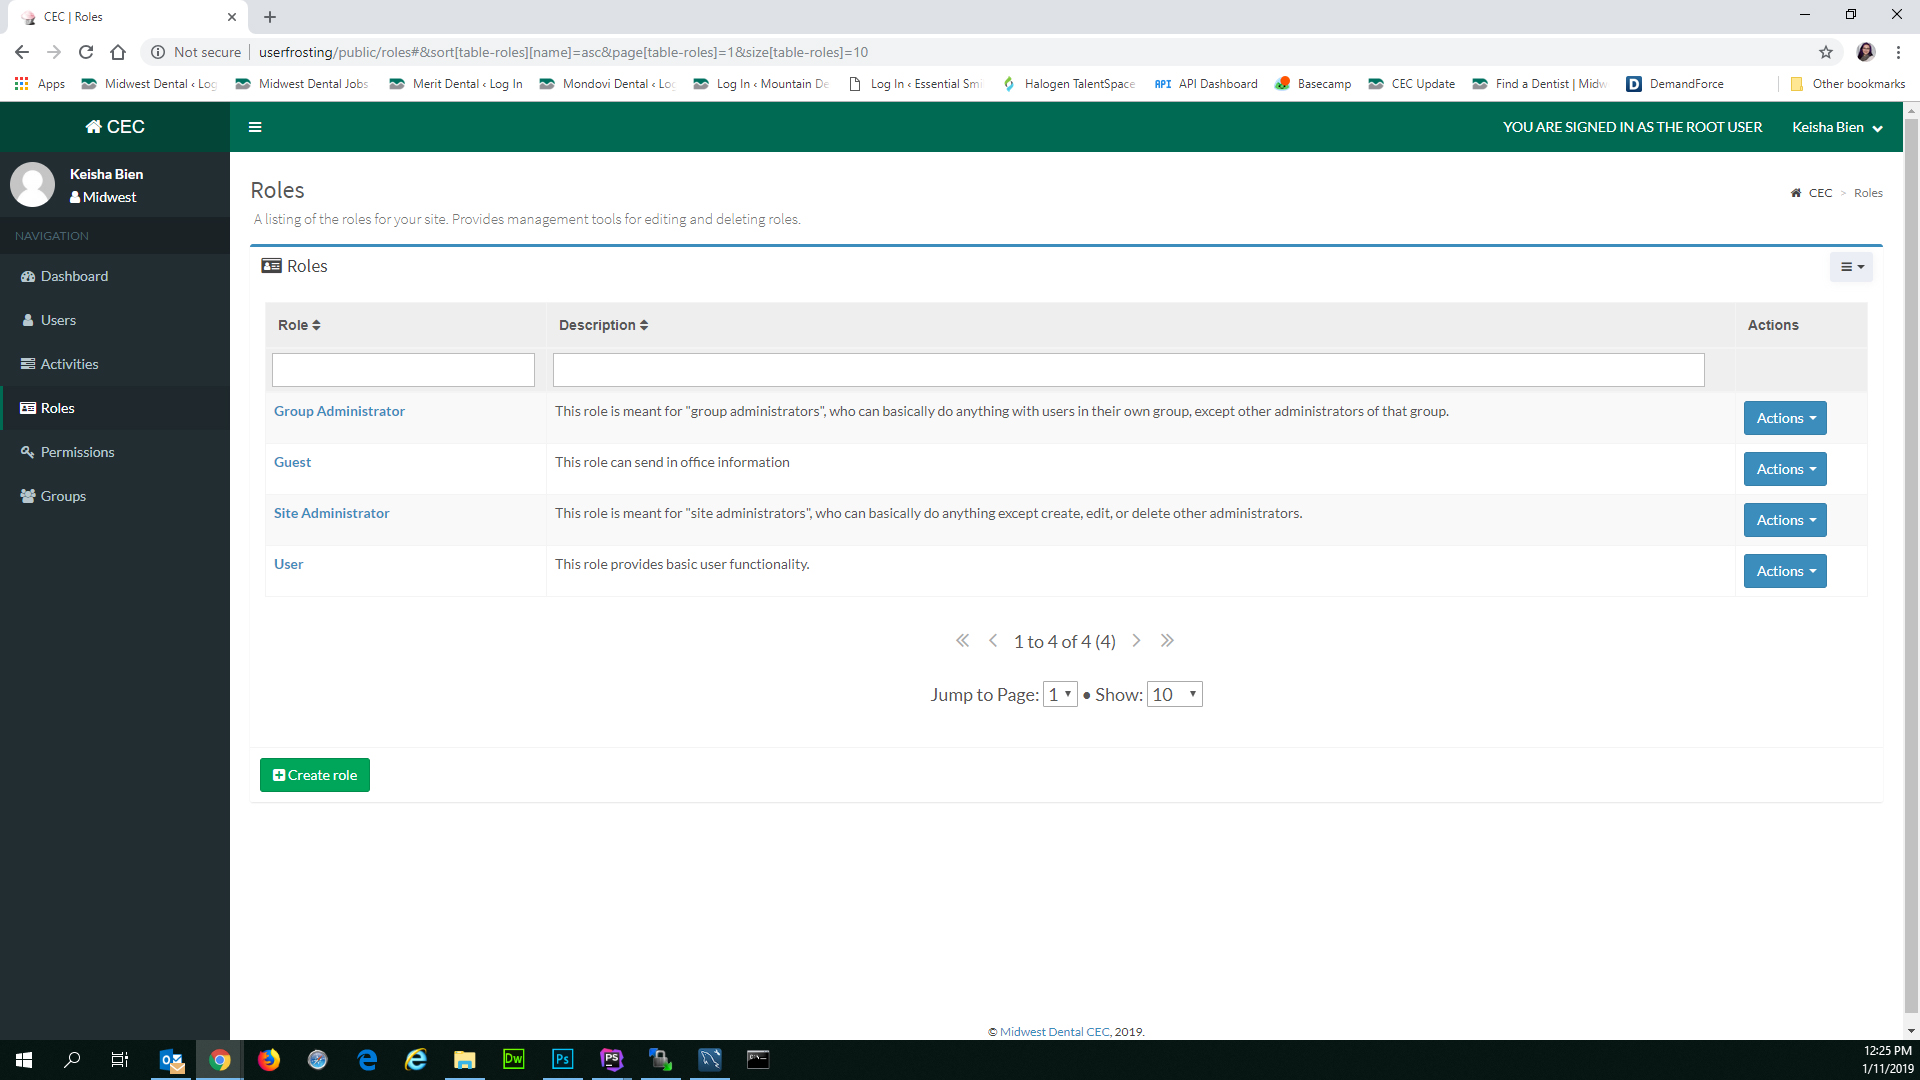 CEC | Roles
Not secure | userfrosting/public/roles#&sort[table-roles][name]=asc&page[table-roles]=1&size[table-roles]=10
Apps Midwest Dental ‹ Log Midwest Dental Jobs Merit Dental ‹ Log In Mondovi Dental ‹ Log Log In ‹ Mountain De Log In ‹ Essential Smi Halogen TalentSpace API API Dashboard Basecamp CEC Update Find a Dentist | Midw D DemandForce Other bookmarks
CEC YOU ARE SIGNED IN AS THE ROOT USER Keisha Bien
Keisha Bien
Midwest
NAVIGATION
Dashboard
Users
Activities
Roles
Permissions
Groups
Roles
CEC > Roles
A listing of the roles for your site. Provides management tools for editing and deleting roles.
Roles
Role Description Actions
Group Administrator This role is meant for "group administrators", who can basically do anything with users in their own group, except other administrators of that group. Actions
Guest This role can send in office information Actions
Site Administrator This role is meant for "site administrators", who can basically do anything except create, edit, or delete other administrators. Actions
User This role provides basic user functionality. Actions
1 to 4 of 4 (4)
Jump to Page: 1 • Show: 10
Create role
© Midwest Dental CEC, 2019.
Dw Ps PS
12:25 PM
1/11/2019